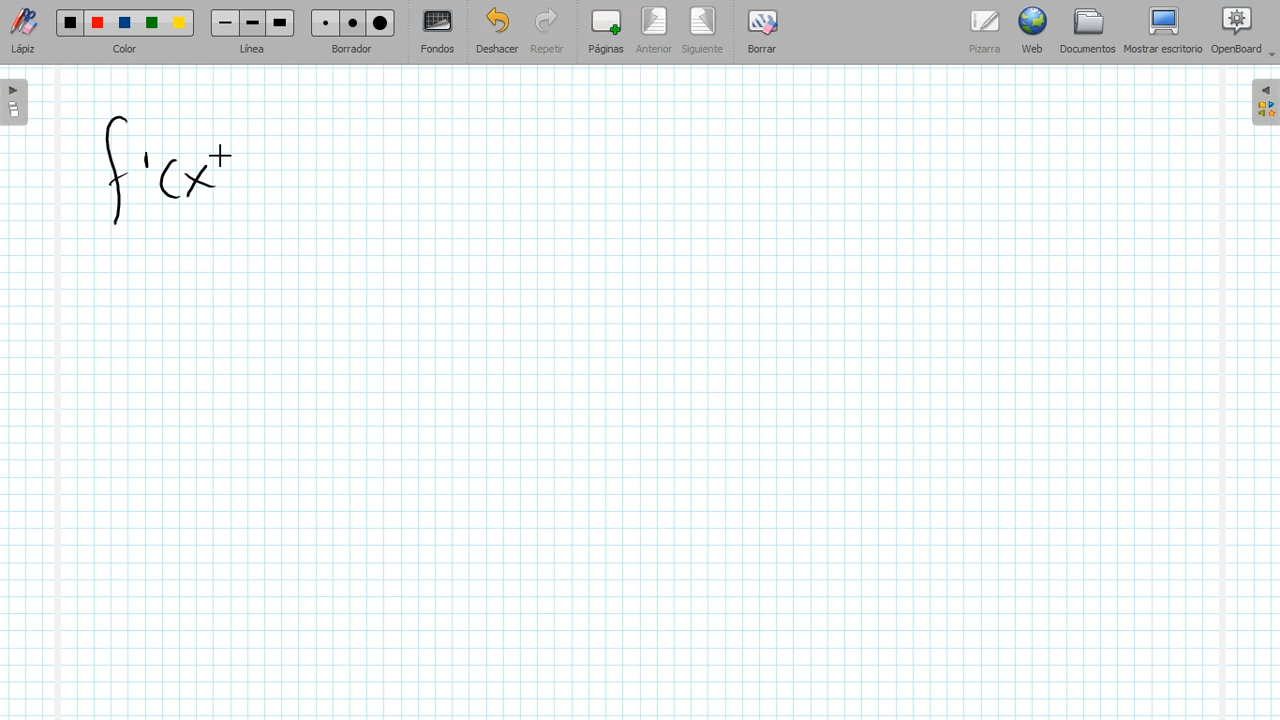 Lápiz Color Línea Borrador Fondos Deshacer Repetir Páginas Anterior Siguiente Borrar Pizarra Web Documentos Mostrar escritorio OpenBoard
f'(x